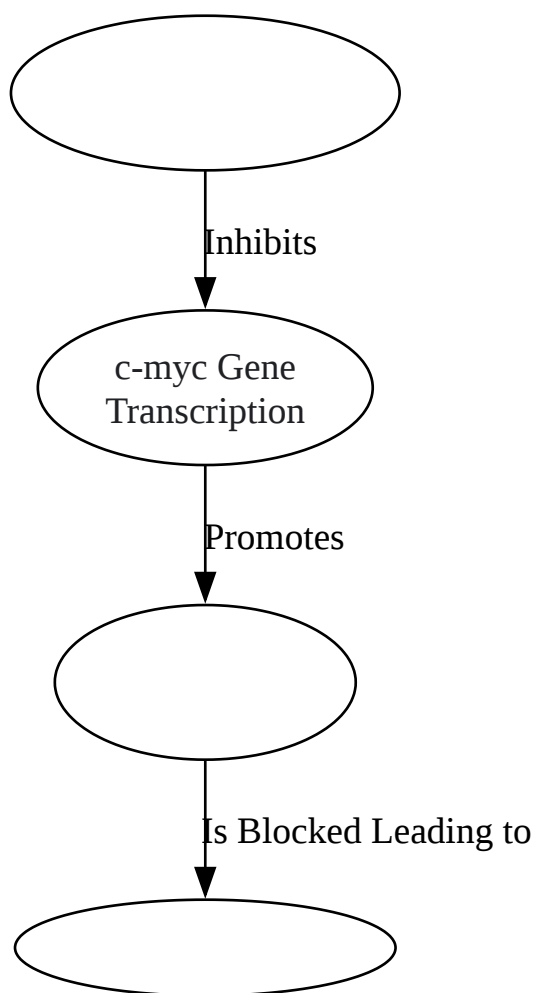 Inhibits
c-myc Gene
Transcription
Promotes
Is Blocked Leading to